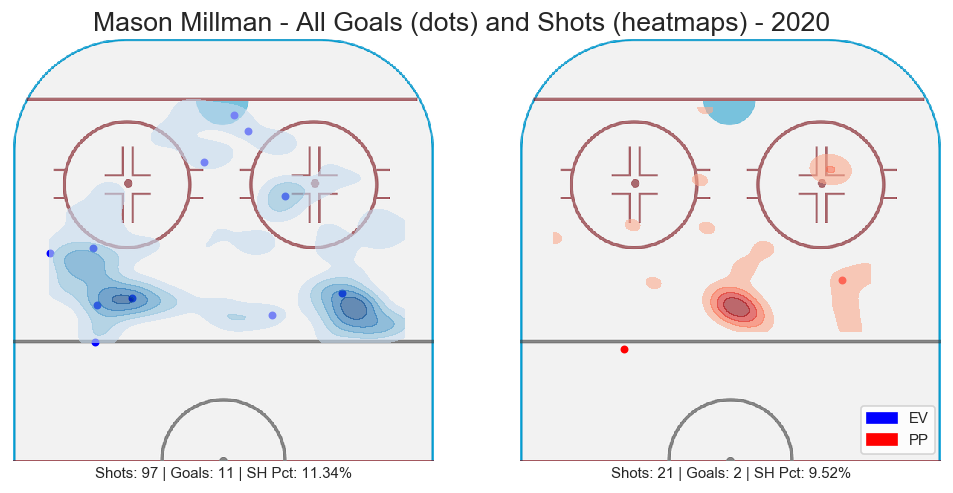 Mason Millman - All Goals (dots) and Shots (heatmaps) - 2020
EV
PP
Shots: 97 | Goals: 11 | SH Pct: 11.34%
Shots: 21 | Goals: 2 | SH Pct: 9.52%